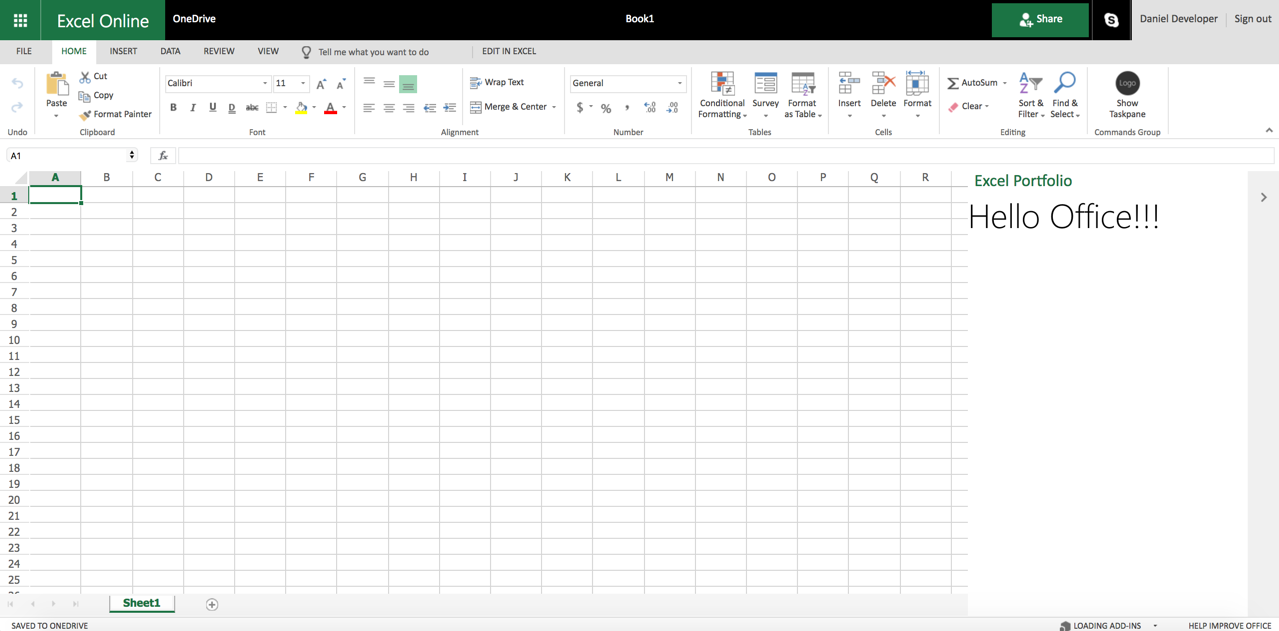 Excel Online OneDrive Book1 Share Daniel Developer Sign out
FILE HOME INSERT DATA REVIEW VIEW Tell me what you want to do EDIT IN EXCEL
Cut
Copy
Format Painter
Paste
Undo
Clipboard
Calibri 11
B I U D abc A
Font
Wrap Text
Merge & Center
Alignment
General
$ % ,
Number
Conditional
Formatting
Survey
Format
as Table
Tables
Insert
Delete
Format
Cells
AutoSum
Clear
Sort &
Filter
Find &
Select
Editing
Logo
Show
Taskpane
Commands Group
A1 fx
A B C D E F G H I J K L M N O P Q R
1
2
3
4
5
6
7
8
9
10
11
12
13
14
15
16
17
18
19
20
21
22
23
24
25
Excel Portfolio
Hello Office!!!
Sheet1
SAVED TO ONEDRIVE LOADING ADD-INS HELP IMPROVE OFFICE